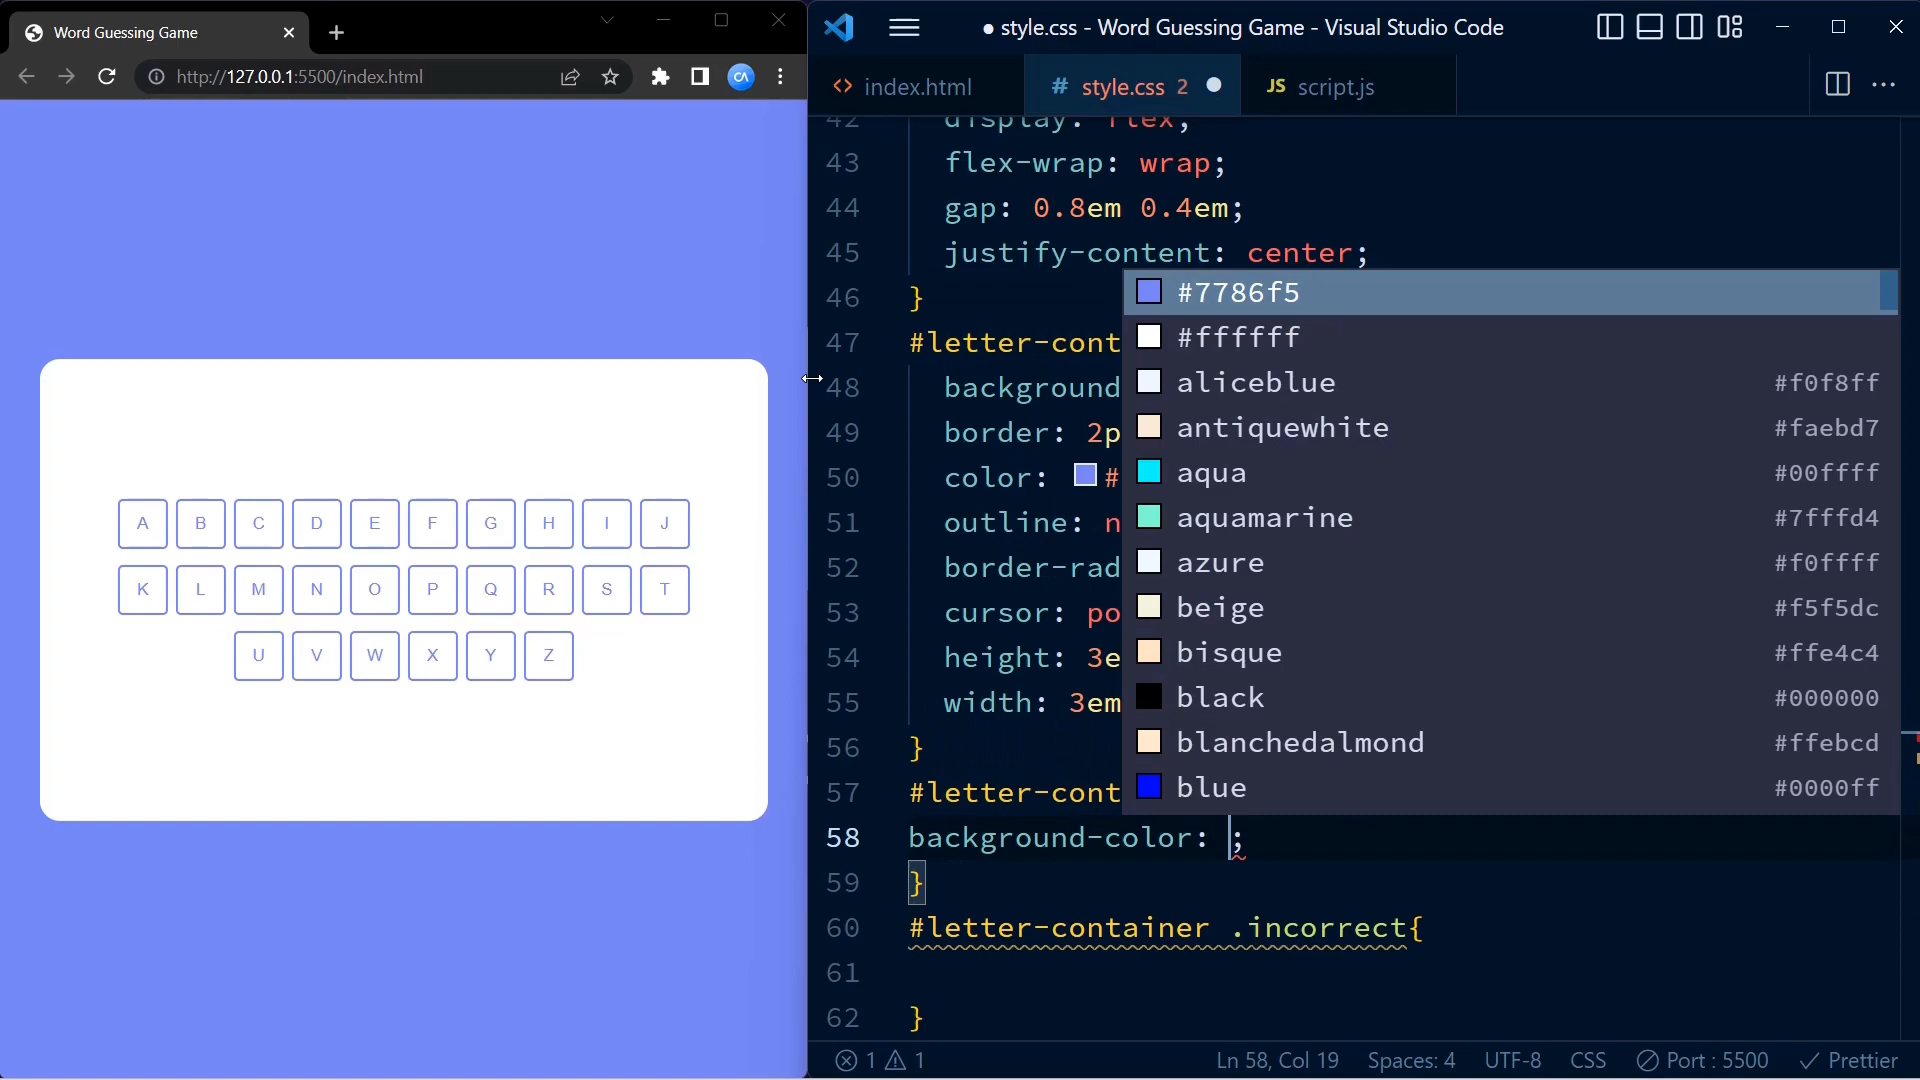 Word Guessing Game
http://127.0.0.1:5500/index.html
CA
A B C D E F G H I J
K L M N O P Q R S T
U V W X Y Z
● style.css - Word Guessing Game - Visual Studio Code
<> index.html
# style.css 2 ●
JS script.js
42 display: flex;
43 flex-wrap: wrap;
44 gap: 0.8em 0.4em;
45 justify-content: center;
46 }
47 #letter-cont
48 background
49 border: 2p
50 color: #
51 outline: n
52 border-rad
53 cursor: po
54 height: 3e
55 width: 3em
56 }
57 #letter-cont
58 background-color: ;
59 }
60 #letter-container .incorrect{
61
62 }
#7786f5
#ffffff
aliceblue #f0f8ff
antiquewhite #faebd7
aqua #00ffff
aquamarine #7fffd4
azure #f0ffff
beige #f5f5dc
bisque #ffe4c4
black #000000
blanchedalmond #ffebcd
blue #0000ff
1 1 Ln 58, Col 19 Spaces: 4 UTF-8 CSS Port : 5500 Prettier